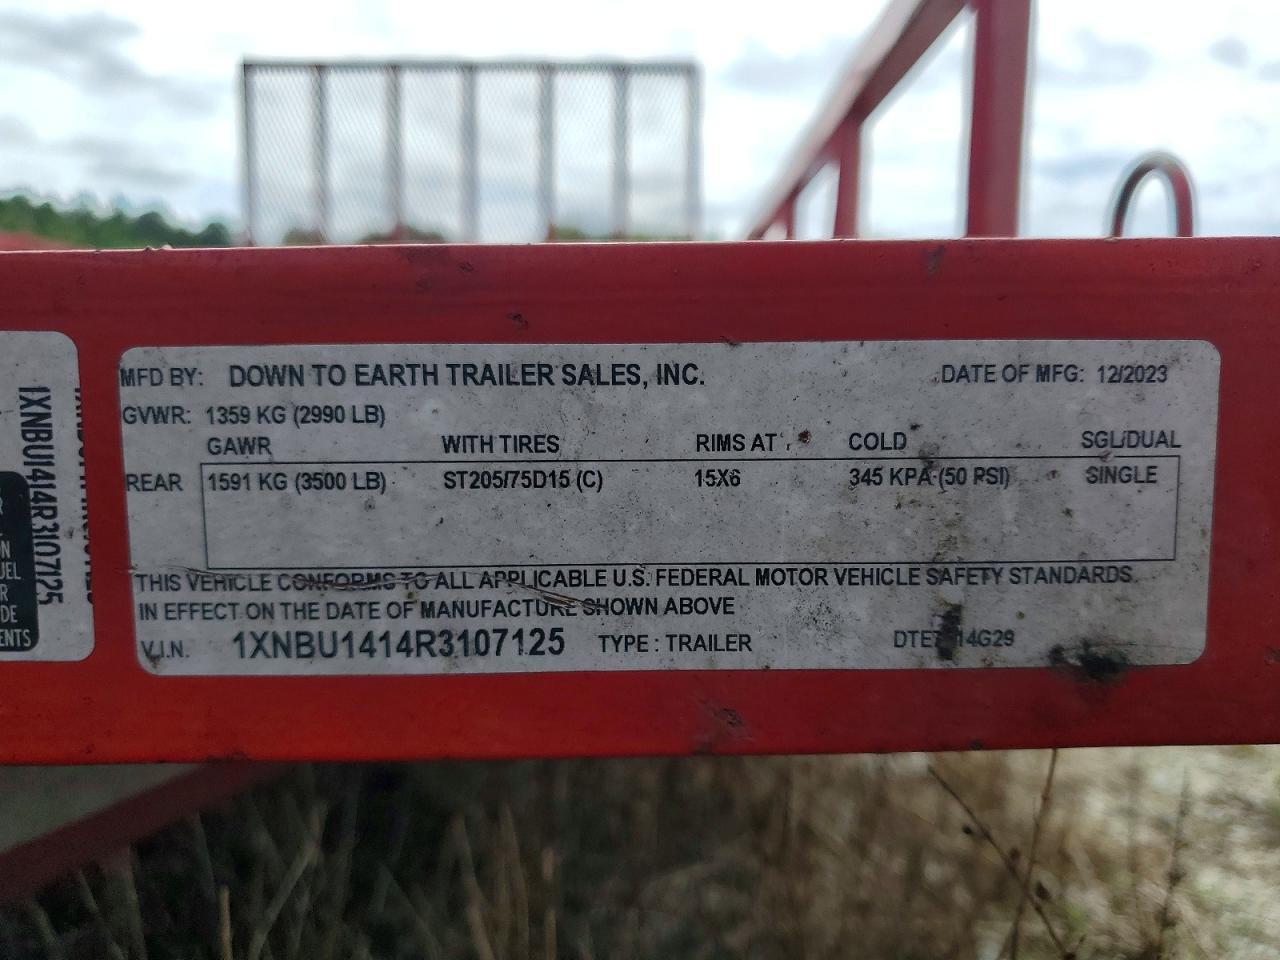 MFD BY: DOWN TO EARTH TRAILER SALES, INC. DATE OF MFG: 12/2023
GVWR: 1359 KG (2990 LB)
GAWR WITH TIRES RIMS AT COLD SGL/DUAL
REAR 1591 KG (3500 LB) ST205/75D15 (C) 15X6 345 KPA (50 PSI) SINGLE
THIS VEHICLE CONFORMS TO ALL APPLICABLE U.S. FEDERAL MOTOR VEHICLE SAFETY STANDARDS
IN EFFECT ON THE DATE OF MANUFACTURE SHOWN ABOVE
V.I.N. 1XNBU1414R3107125 TYPE : TRAILER 14G29
1XNBU1414R3107125